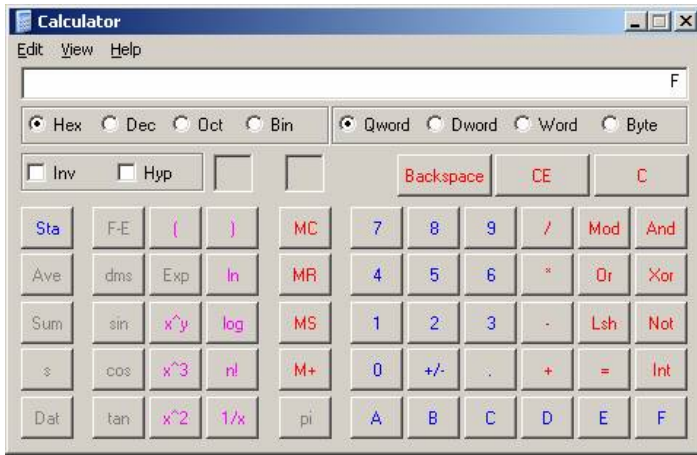 Calculator
Edit View Help
F
Hex Dec Oct Bin Qword Dword Word Byte
Inv Hyp Backspace CE C
Sta F-E ( ) MC 7 8 9 / Mod And
Ave dms Exp ln MR 4 5 6 * Or Xor
Sum sin x^y log MS 1 2 3 - Lsh Not
s cos x^3 n! M+ 0 +/- . + = Int
Dat tan x^2 1/x pi A B C D E F